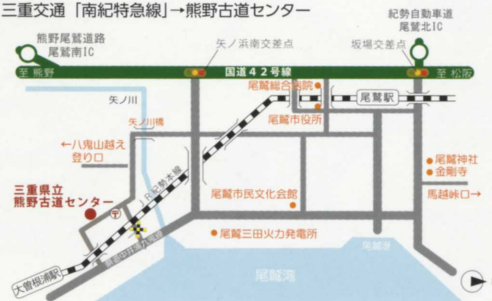 三重交通「南紀特急線」→熊野古道センター
熊野尾鷲道路
尾鷲南IC
紀勢自動車道
尾鷲北IC
矢ノ浜南交差点
坂場交差点
至 熊野
国道42号線
至 松阪
矢ノ川
尾鷲総合病院
尾鷲駅
矢ノ川橋
尾鷲市役所
←八鬼山越え
登り口
尾鷲神社
金剛寺
馬越峠口→
三重県立
熊野古道センター
JR紀勢本線
尾鷲市民文化会館
尾鷲三田火力発電所
尾鷲港
大曽根浦駅
尾鷲湾